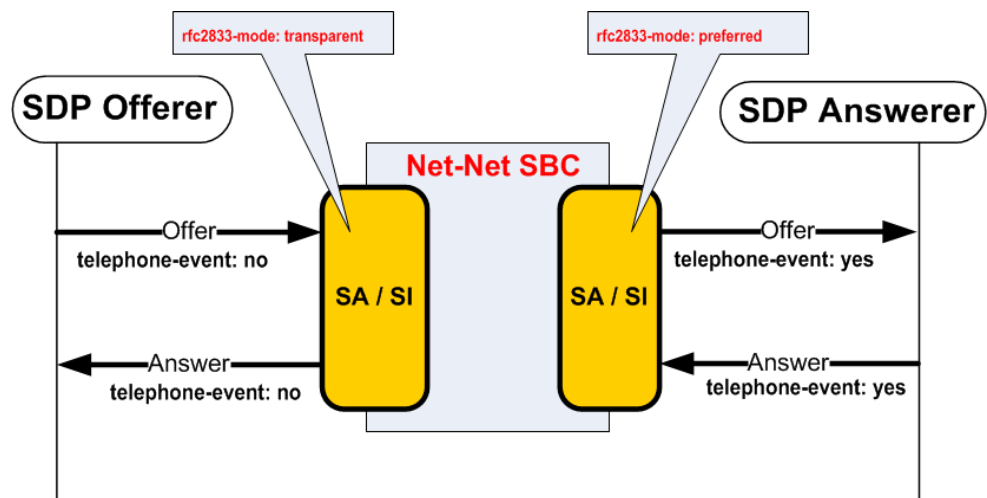 rfc2833-mode: transparent
rfc2833-mode: preferred
SDP Offerer
SDP Answerer
Net-Net SBC
Offer
telephone-event: no
Offer
telephone-event: yes
SA / SI
SA / SI
Answer
telephone-event: no
Answer
telephone-event: yes